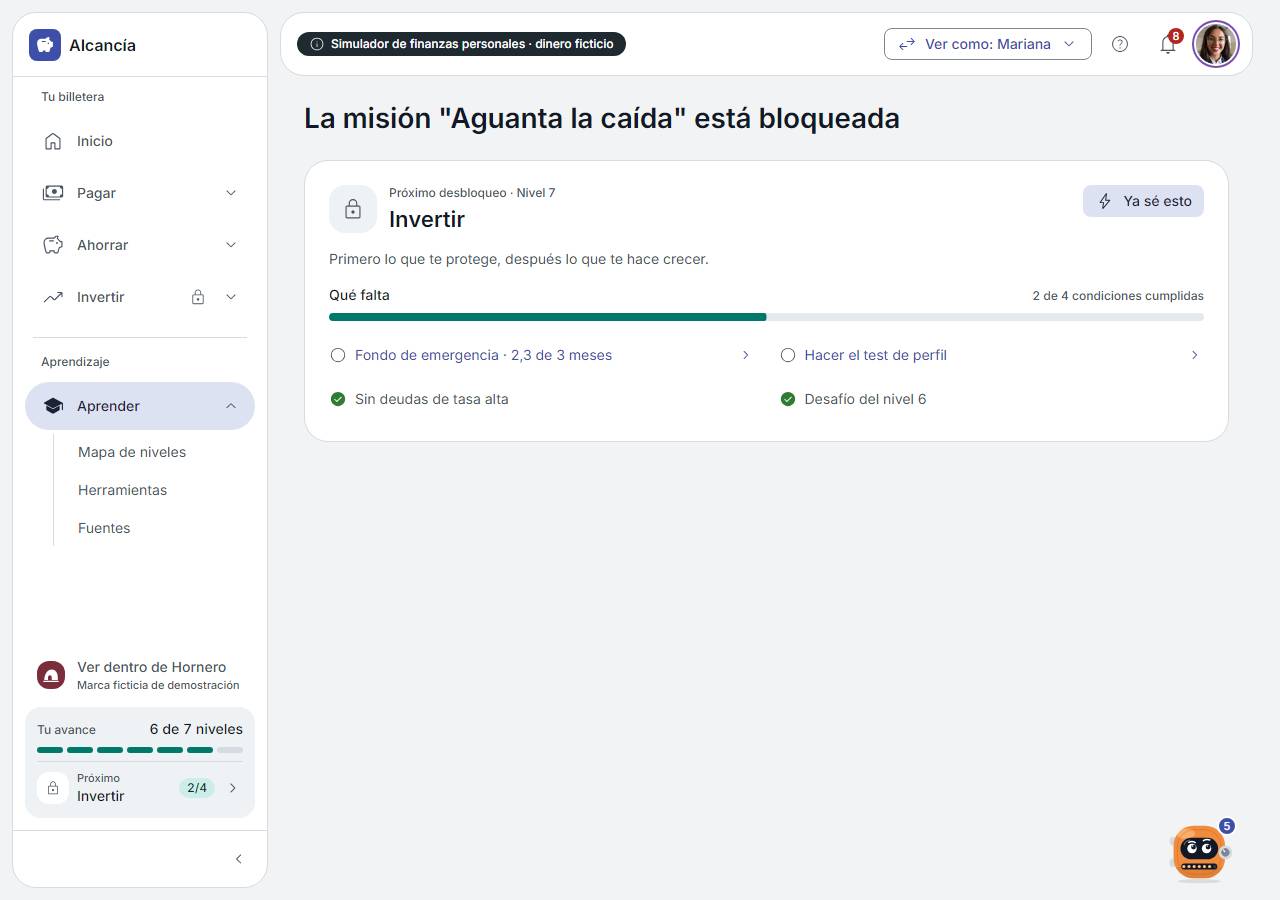 Alcancía
Simulador de finanzas personales · dinero ficticio
Ver como: Mariana
8
Tu billetera
Inicio
Pagar
Ahorrar
Invertir
Aprendizaje
Aprender
Mapa de niveles
Herramientas
Fuentes
Ver dentro de Hornero
Marca ficticia de demostración
Tu avance
6 de 7 niveles
Próximo
Invertir
2/4
La misión "Aguanta la caída" está bloqueada
Próximo desbloqueo · Nivel 7
Invertir
Ya sé esto
Primero lo que te protege, después lo que te hace crecer.
Qué falta
2 de 4 condiciones cumplidas
Fondo de emergencia · 2,3 de 3 meses
Hacer el test de perfil
Sin deudas de tasa alta
Desafío del nivel 6
5